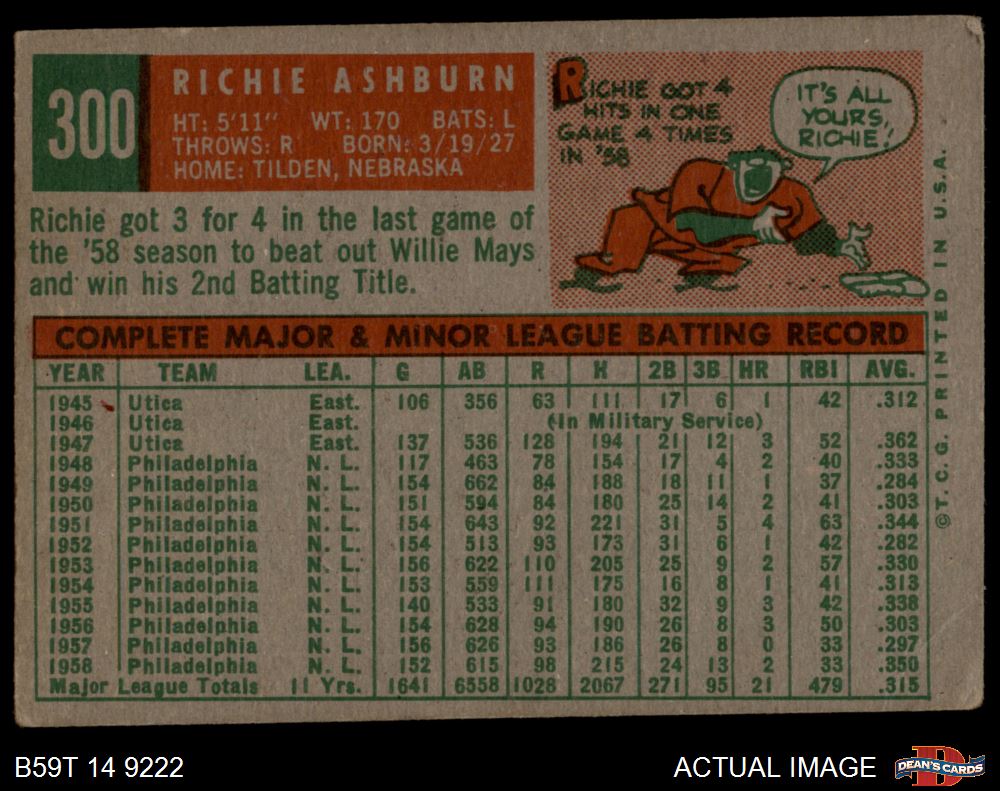 300
RICHIE ASHBURN
HT: 5'11" WT: 170 BATS: L
THROWS: R BORN: 3/19/27
HOME: TILDEN, NEBRASKA
Richie got 3 for 4 in the last game of
the '58 season to beat out Willie Mays
and win his 2nd Batting Title.
RICHIE GOT 4
HITS IN ONE
GAME 4 TIMES
IN '58
IT'S ALL
YOURS,
RICHIE!
COMPLETE MAJOR & MINOR LEAGUE BATTING RECORD
YEAR TEAM LEA. G AB R H 2B 3B HR RBI AVG.
1945 Utica East. 106 356 63 111 17 6 1 42 .312
1946 Utica East. (In Military Service)
1947 Utica East. 137 536 128 194 21 12 3 52 .362
1948 Philadelphia N. L. 117 463 78 154 17 4 2 40 .333
1949 Philadelphia N. L. 154 662 84 188 18 11 1 37 .284
1950 Philadelphia N. L. 151 594 84 180 25 14 2 41 .303
1951 Philadelphia N. L. 154 643 92 221 31 5 4 63 .344
1952 Philadelphia N. L. 154 513 93 173 31 6 1 42 .282
1953 Philadelphia N. L. 156 622 110 205 25 9 2 57 .330
1954 Philadelphia N. L. 153 559 111 175 16 8 1 41 .313
1955 Philadelphia N. L. 140 533 91 180 32 9 3 42 .338
1956 Philadelphia N. L. 154 628 94 190 26 8 3 50 .303
1957 Philadelphia N. L. 156 626 93 186 26 8 0 33 .297
1958 Philadelphia N. L. 152 615 98 215 24 13 2 33 .350
Major League Totals 11 Yrs. 1641 6558 1028 2067 271 95 21 479 .315
©T.C.G. PRINTED IN U.S.A.
B59T 14 9222
ACTUAL IMAGE
DEAN'S CARDS